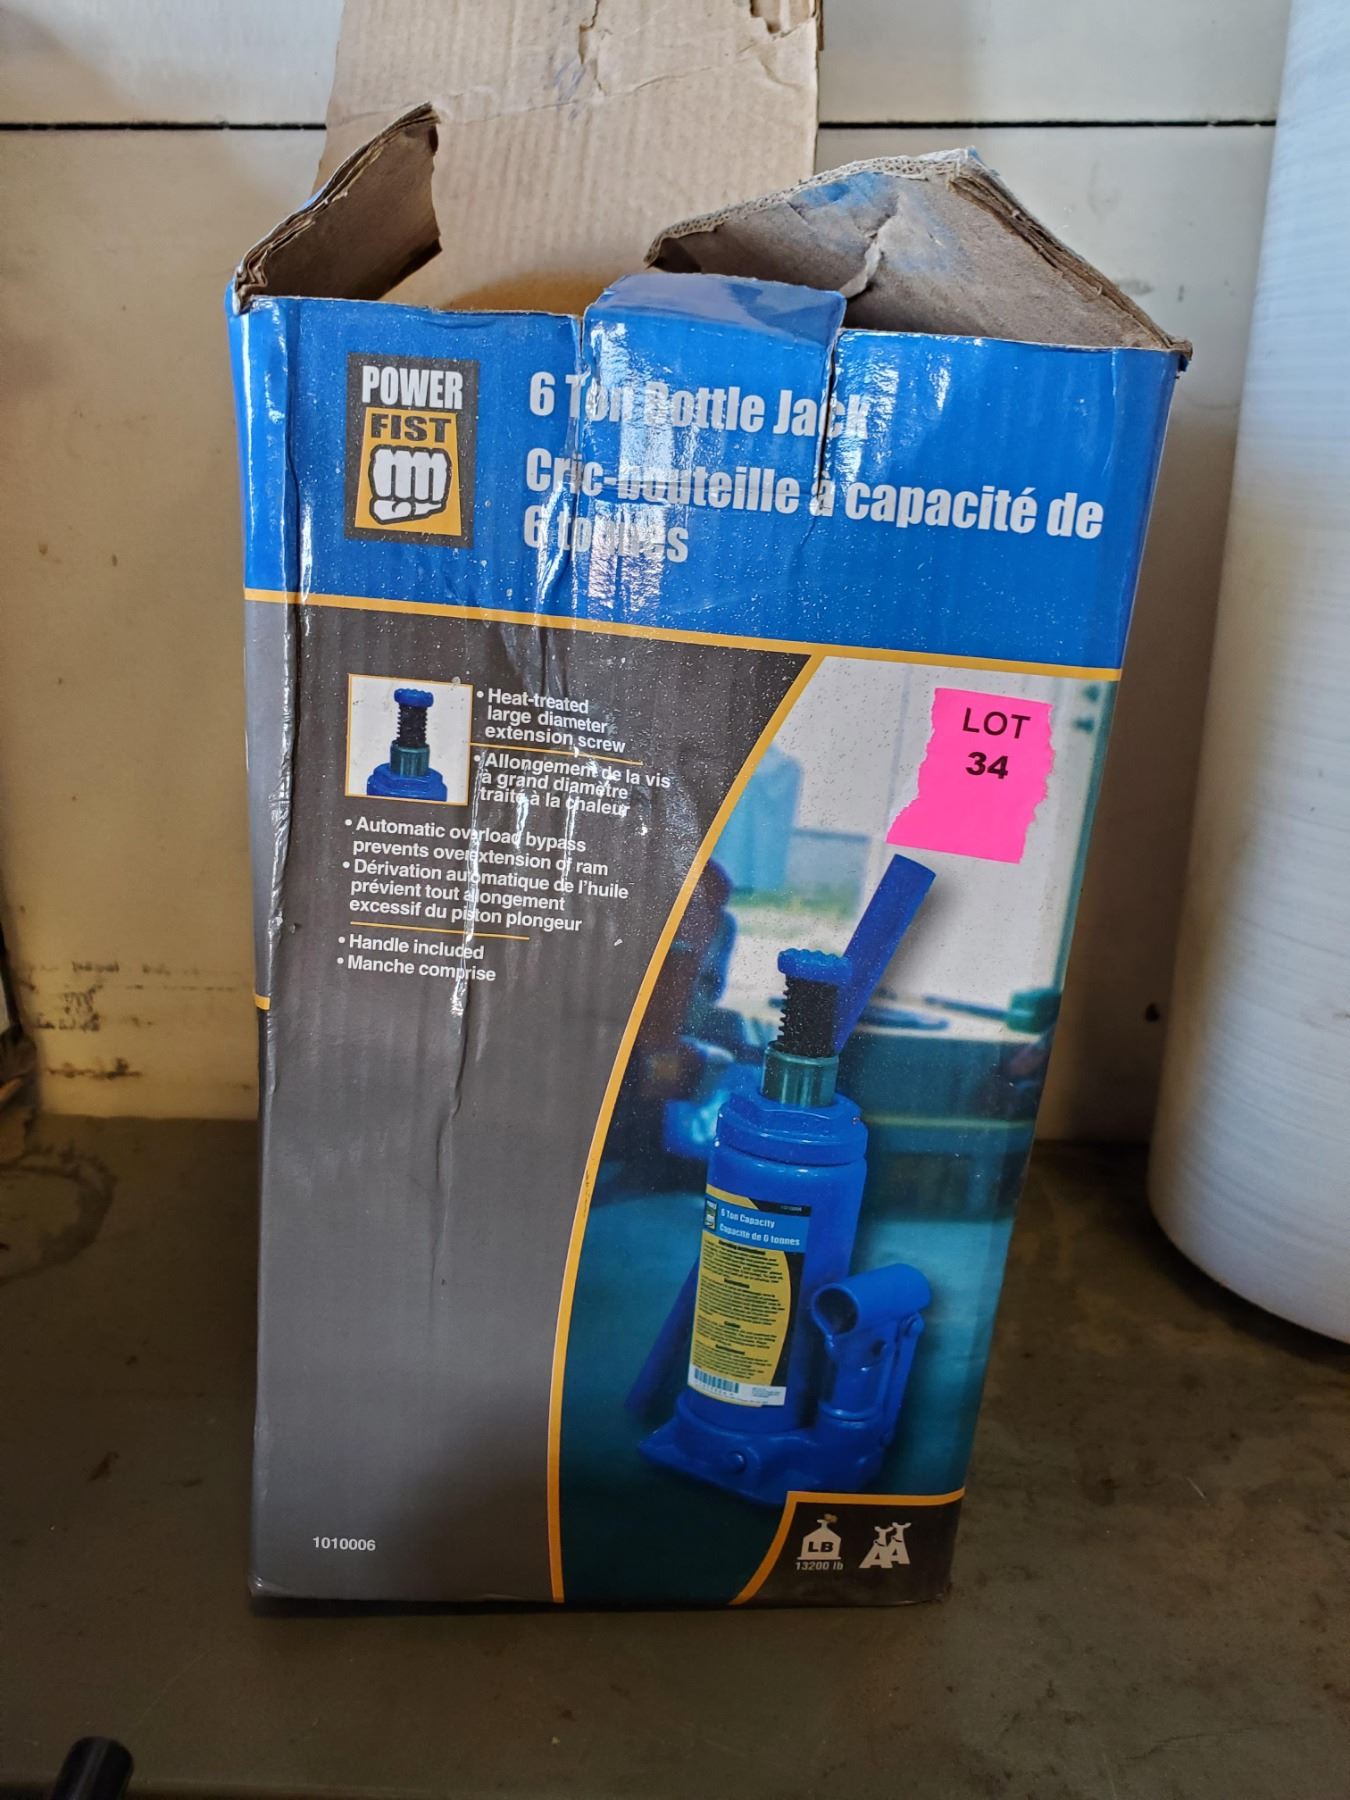 POWER
FIST
6 Ton Bottle Jack
Cric-bouteille à capacité de
6 tonnes
LOT
34
• Heat-treated
large diameter
extension screw
• Allongement de la vis
à grand diamètre
traité à la chaleur
• Automatic overload bypass
prevents overextension of ram
• Dérivation automatique de l'huile
prévient tout allongement
excessif du piston plongeur
• Handle included
• Manche comprise
6 Ton Capacity
Capacité de 6 tonnes
1010006
LB
13200 lb